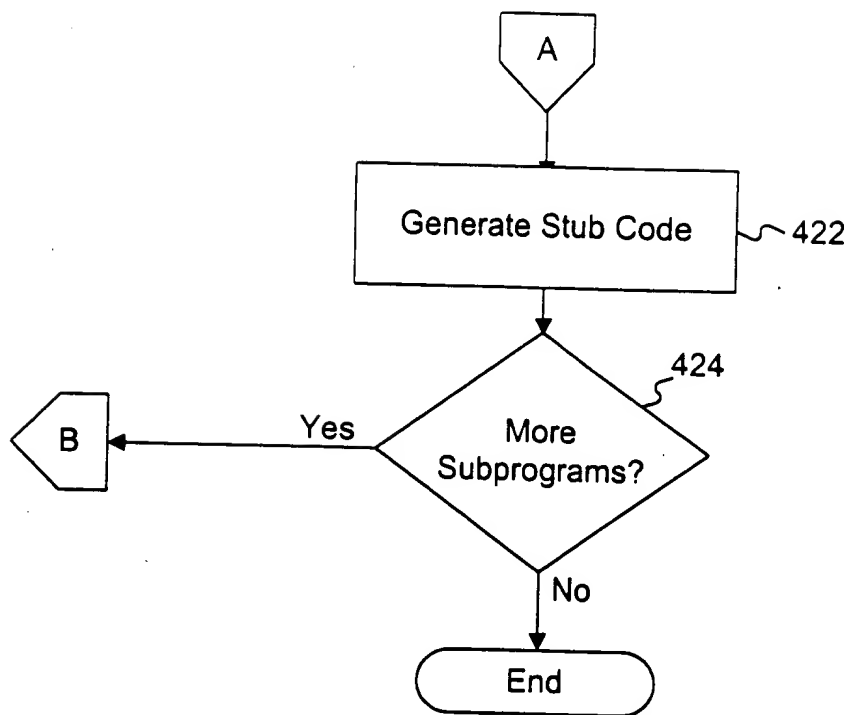 A
Generate Stub Code
422
424
More
Subprograms?
Yes
B
No
End